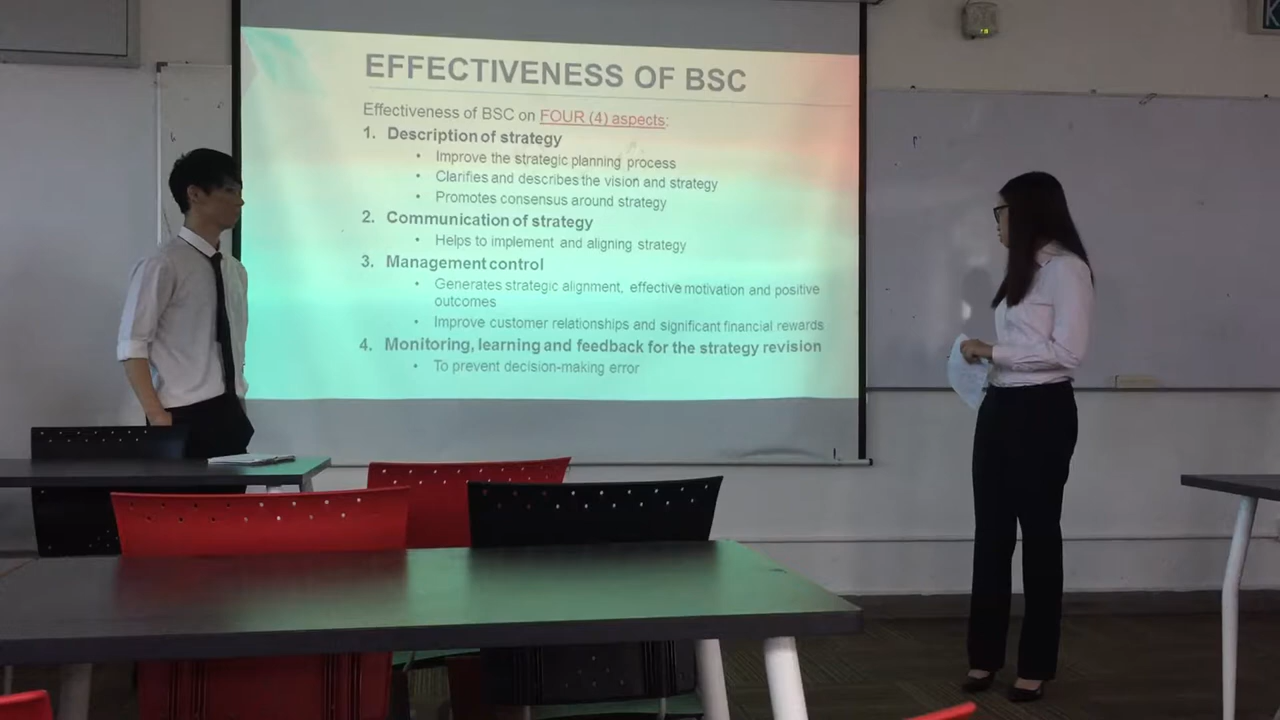 EFFECTIVENESS OF BSC
Effectiveness of BSC on FOUR (4) aspects:
1. Description of strategy
• Improve the strategic planning process
• Clarifies and describes the vision and strategy
• Promotes consensus around strategy
2. Communication of strategy
• Helps to implement and aligning strategy
3. Management control
• Generates strategic alignment, effective motivation and positive
outcomes
• Improve customer relationships and significant financial rewards
4. Monitoring, learning and feedback for the strategy revision
• To prevent decision-making error